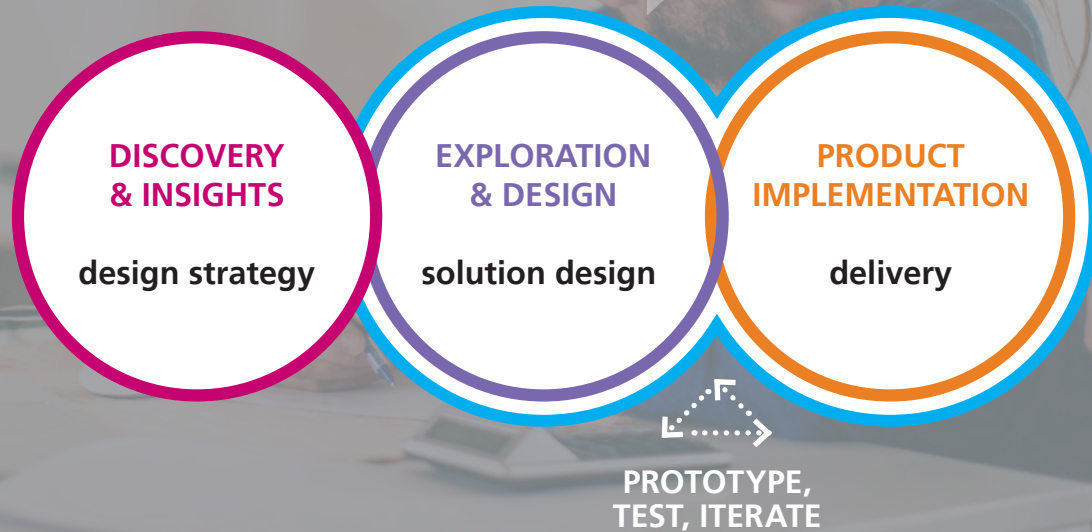 DISCOVERY
& INSIGHTS
design strategy
EXPLORATION
& DESIGN
solution design
PRODUCT
IMPLEMENTATION
delivery
PROTOTYPE,
TEST, ITERATE